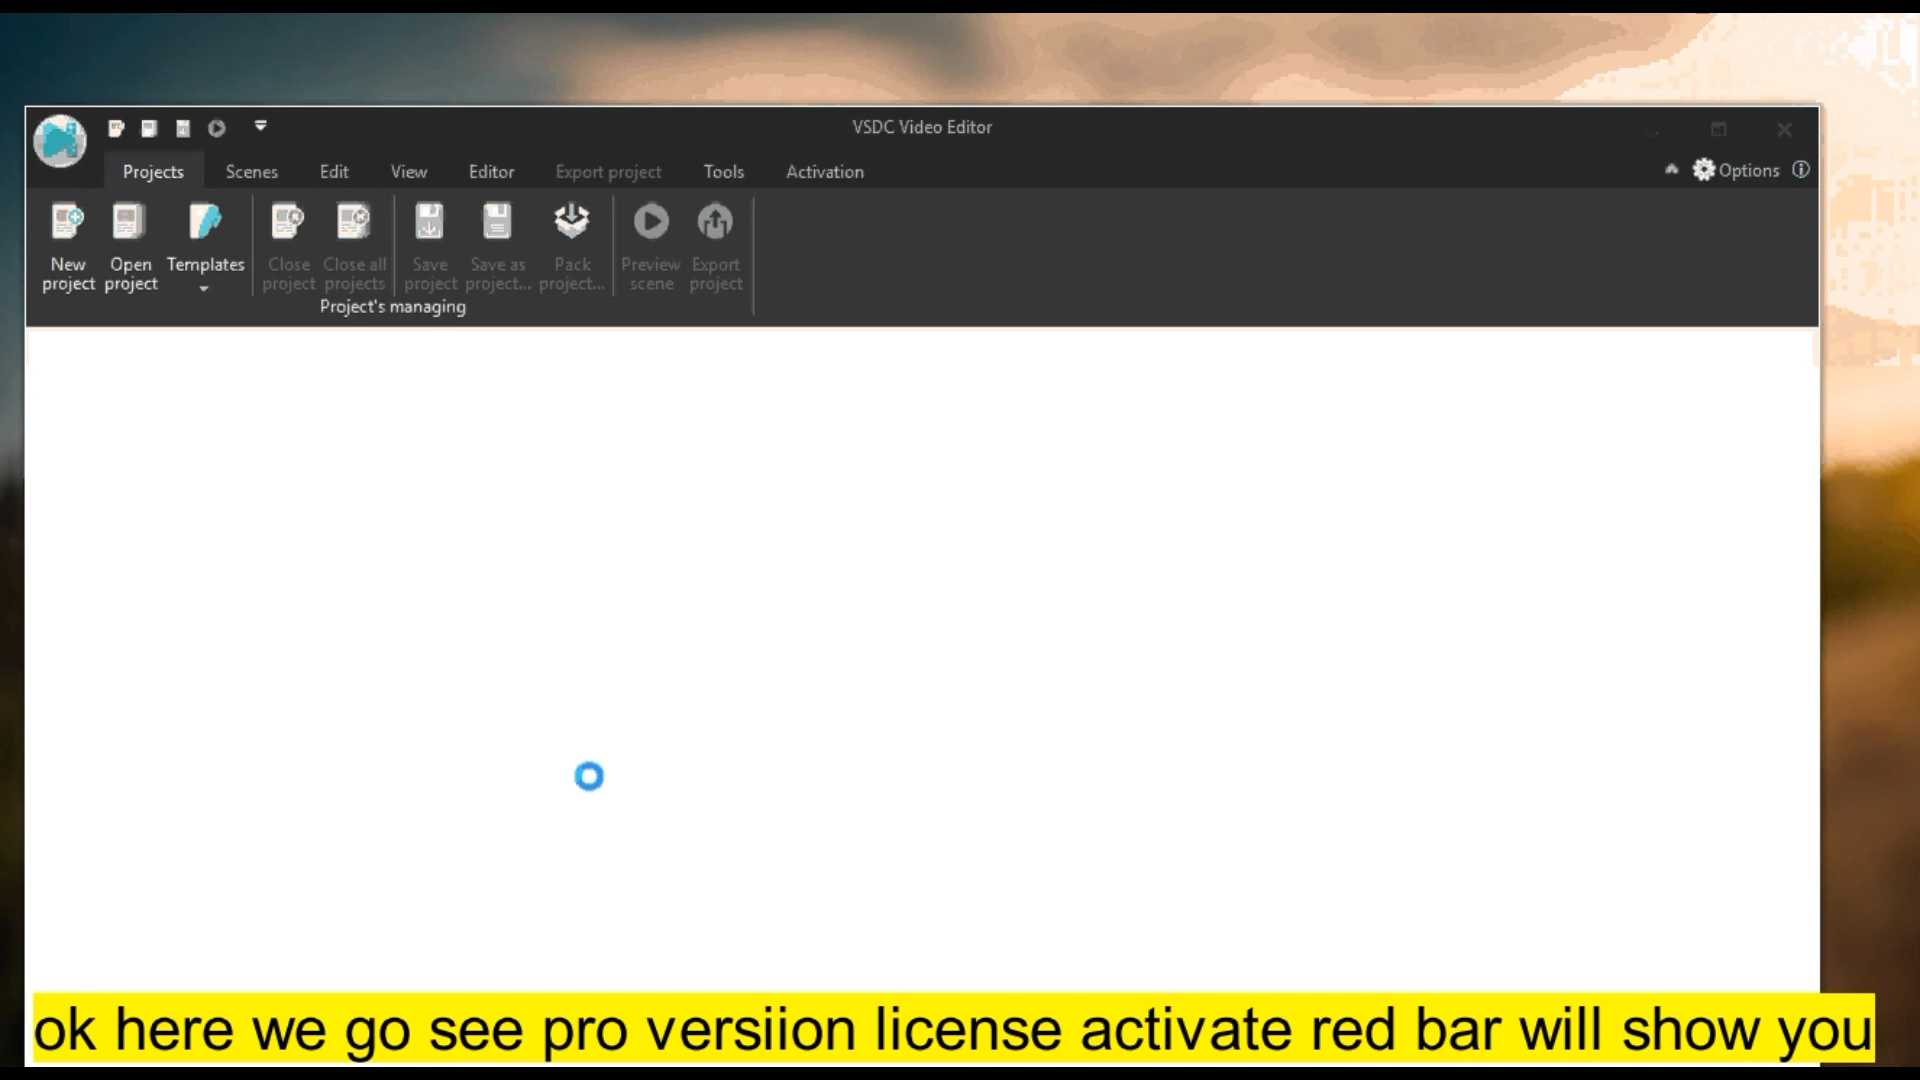 VSDC Video Editor
Projects Scenes Edit View Editor Export project Tools Activation Options
New project
Open project
Templates
Close project
Close all projects
Save project
Save as project...
Pack project...
Preview scene
Export project
Project's managing
ok here we go see pro versiion license activate red bar will show you